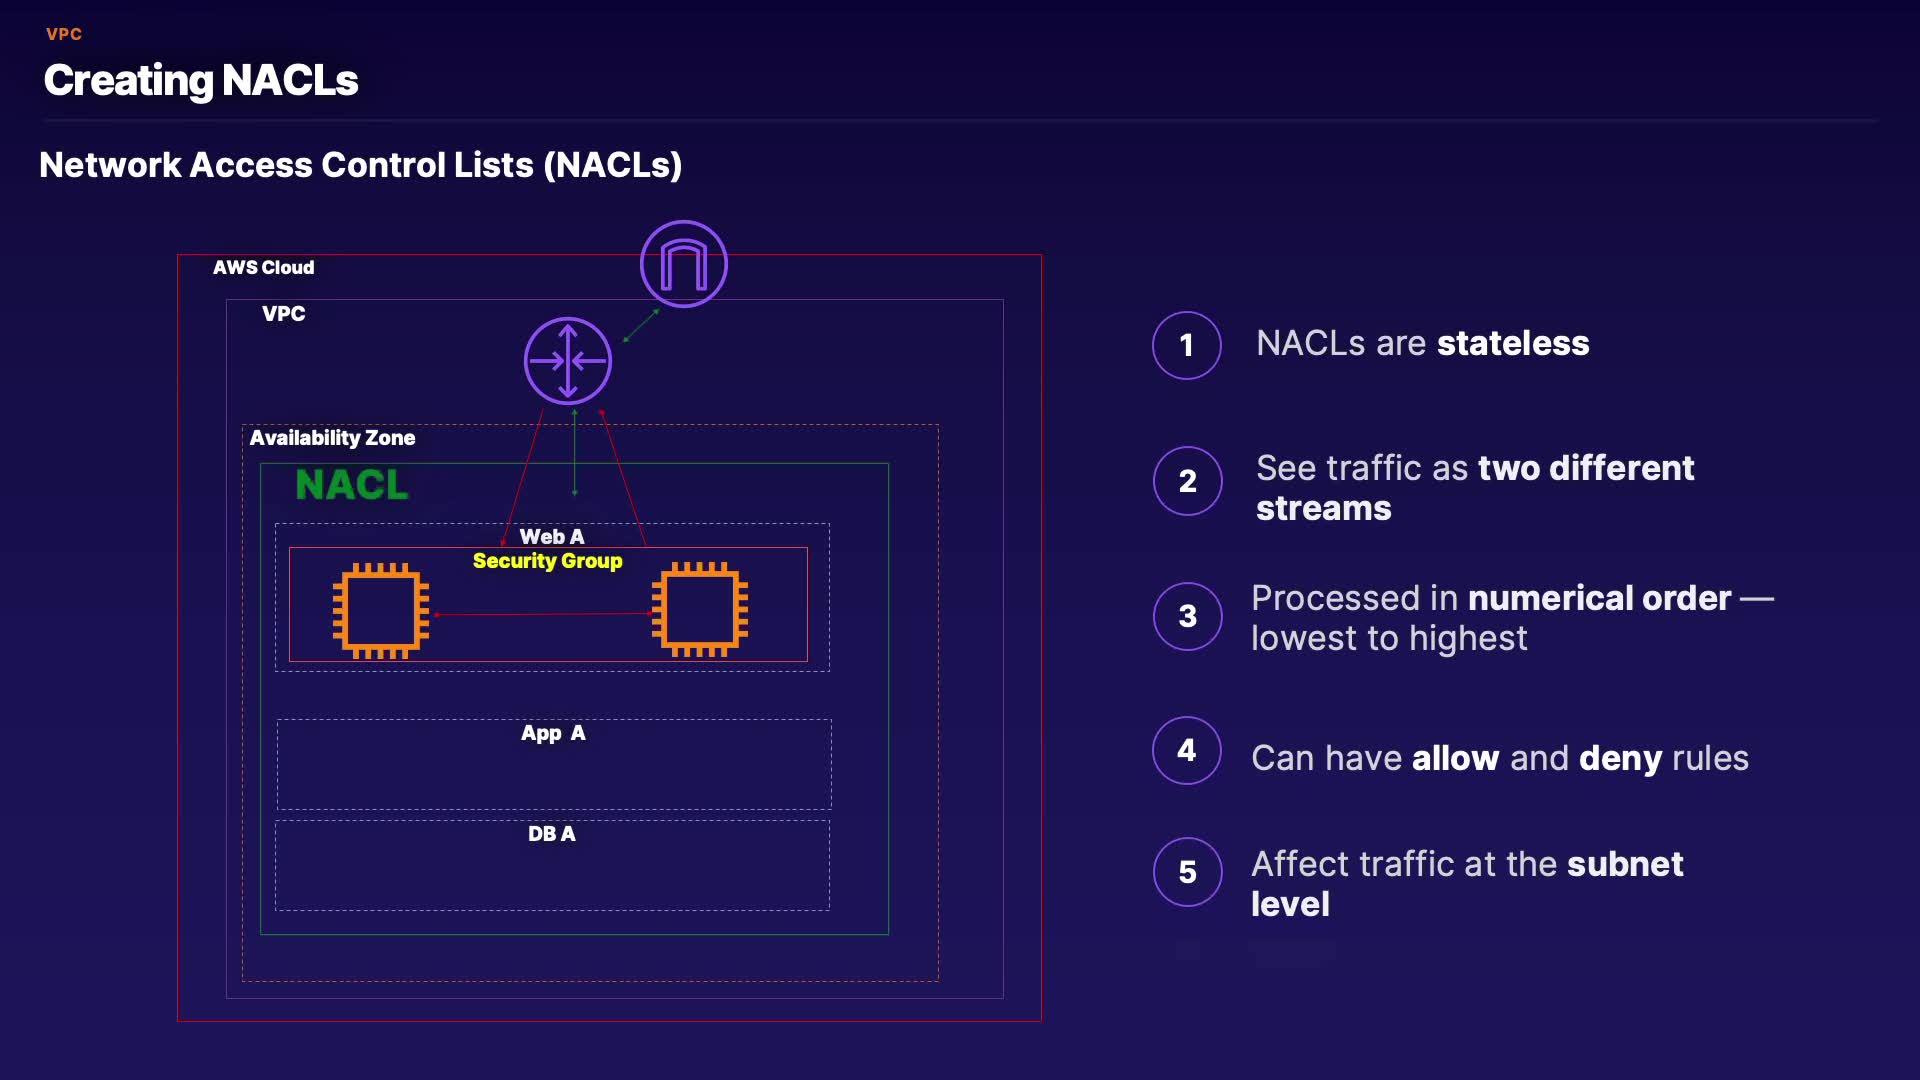 VPC
Creating NACLs
Network Access Control Lists (NACLs)
AWS Cloud
VPC
Availability Zone
NACL
Web A
Security Group
App A
DB A
1
NACLs are stateless
2
See traffic as two different
streams
3
Processed in numerical order —
lowest to highest
4
Can have allow and deny rules
5
Affect traffic at the subnet
level